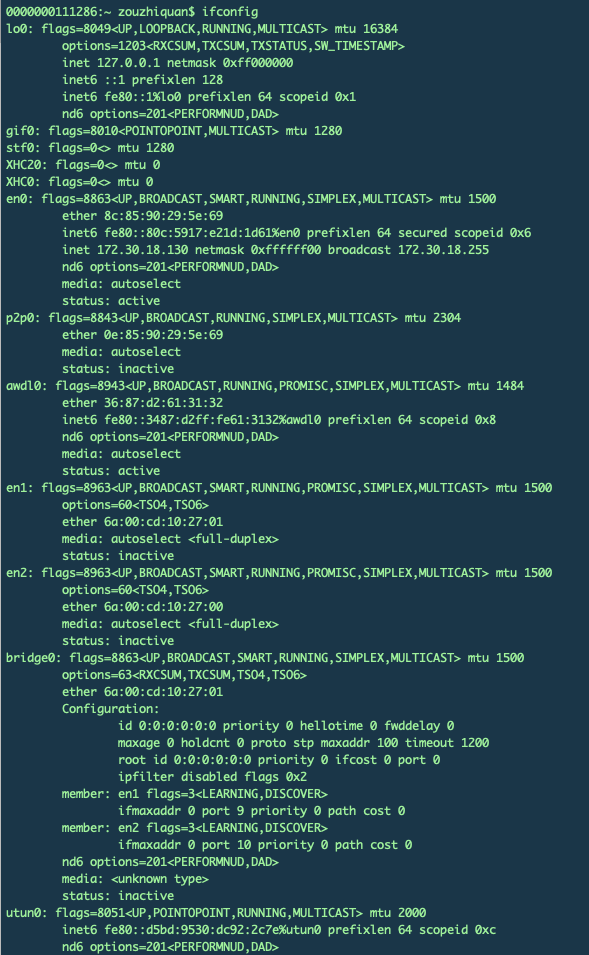 0000000111286:~ zouzhiquan$ ifconfig
lo0: flags=8049<UP,LOOPBACK,RUNNING,MULTICAST> mtu 16384
options=1203<RXCSUM,TXCSUM,TXSTATUS,SW_TIMESTAMP>
inet 127.0.0.1 netmask 0xff000000
inet6 ::1 prefixlen 128
inet6 fe80::1%lo0 prefixlen 64 scopeid 0x1
nd6 options=201<PERFORMNUD,DAD>
gif0: flags=8010<POINTOPOINT,MULTICAST> mtu 1280
stf0: flags=0<> mtu 1280
XHC20: flags=0<> mtu 0
XHC0: flags=0<> mtu 0
en0: flags=8863<UP,BROADCAST,SMART,RUNNING,SIMPLEX,MULTICAST> mtu 1500
ether 8c:85:90:29:5e:69
inet6 fe80::80c:5917:e21d:1d61%en0 prefixlen 64 secured scopeid 0x6
inet 172.30.18.130 netmask 0xffffff00 broadcast 172.30.18.255
nd6 options=201<PERFORMNUD,DAD>
media: autoselect
status: active
p2p0: flags=8843<UP,BROADCAST,RUNNING,SIMPLEX,MULTICAST> mtu 2304
ether 0e:85:90:29:5e:69
media: autoselect
status: inactive
awdl0: flags=8943<UP,BROADCAST,RUNNING,PROMISC,SIMPLEX,MULTICAST> mtu 1484
ether 36:87:d2:61:31:32
inet6 fe80::3487:d2ff:fe61:3132%awdl0 prefixlen 64 scopeid 0x8
nd6 options=201<PERFORMNUD,DAD>
media: autoselect
status: active
en1: flags=8963<UP,BROADCAST,SMART,RUNNING,PROMISC,SIMPLEX,MULTICAST> mtu 1500
options=60<TSO4,TSO6>
ether 6a:00:cd:10:27:01
media: autoselect <full-duplex>
status: inactive
en2: flags=8963<UP,BROADCAST,SMART,RUNNING,PROMISC,SIMPLEX,MULTICAST> mtu 1500
options=60<TSO4,TSO6>
ether 6a:00:cd:10:27:00
media: autoselect <full-duplex>
status: inactive
bridge0: flags=8863<UP,BROADCAST,SMART,RUNNING,SIMPLEX,MULTICAST> mtu 1500
options=63<RXCSUM,TXCSUM,TSO4,TSO6>
ether 6a:00:cd:10:27:01
Configuration:
id 0:0:0:0:0:0 priority 0 hellotime 0 fwddelay 0
maxage 0 holdcnt 0 proto stp maxaddr 100 timeout 1200
root id 0:0:0:0:0:0 priority 0 ifcost 0 port 0
ipfilter disabled flags 0x2
member: en1 flags=3<LEARNING,DISCOVER>
ifmaxaddr 0 port 9 priority 0 path cost 0
member: en2 flags=3<LEARNING,DISCOVER>
ifmaxaddr 0 port 10 priority 0 path cost 0
nd6 options=201<PERFORMNUD,DAD>
media: <unknown type>
status: inactive
utun0: flags=8051<UP,POINTOPOINT,RUNNING,MULTICAST> mtu 2000
inet6 fe80::d5bd:9530:dc92:2c7e%utun0 prefixlen 64 scopeid 0xc
nd6 options=201<PERFORMNUD,DAD>